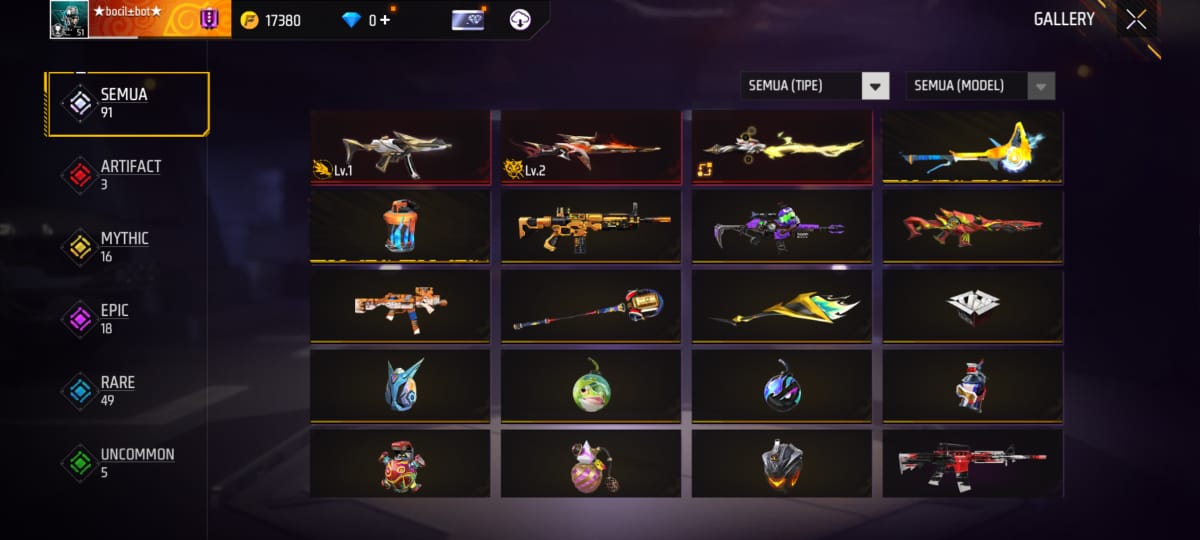 ★bocil±bot★
51
17380
0+
GALLERY
SEMUA
91
SEMUA (TIPE)
SEMUA (MODEL)
ARTIFACT
3
MYTHIC
16
EPIC
18
RARE
49
UNCOMMON
5
Lv.1
Lv.2